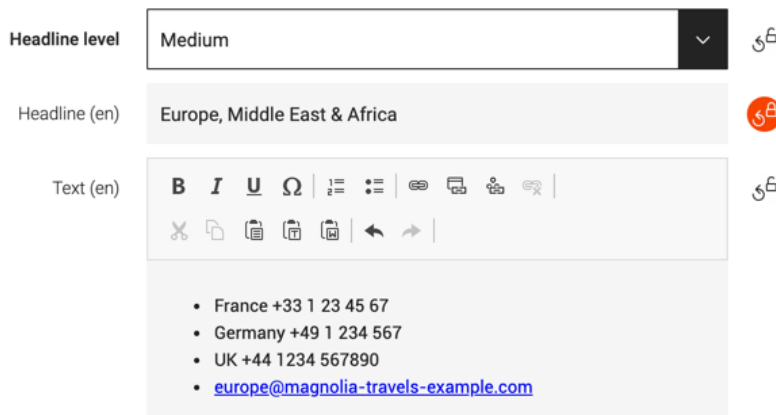 Headline level
Medium
Headline (en)
Europe, Middle East & Africa
Text (en)
B I U Ω
France +33 1 23 45 67
Germany +49 1 234 567
UK +44 1234 567890
europe@magnolia-travels-example.com